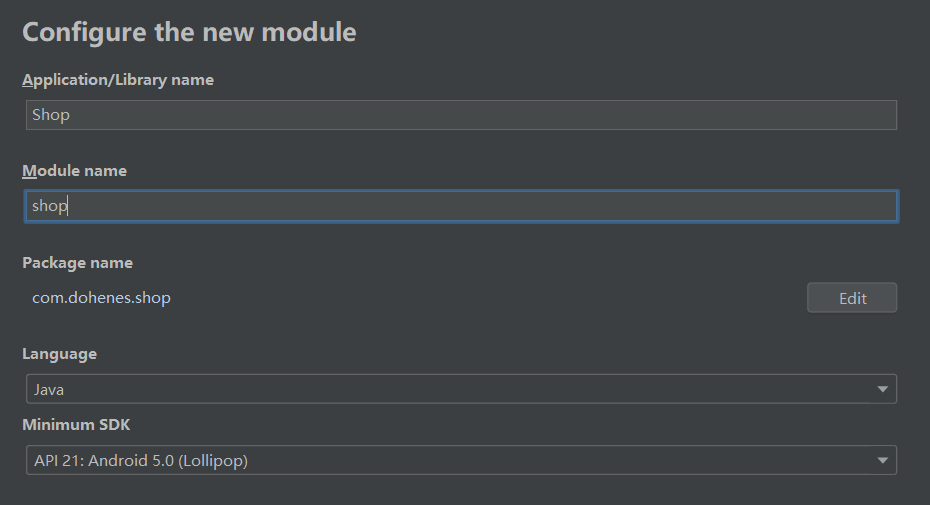 Configure the new module
Application/Library name
Shop
Module name
shop
Package name
com.dohenes.shop
Edit
Language
Java
Minimum SDK
API 21: Android 5.0 (Lollipop)